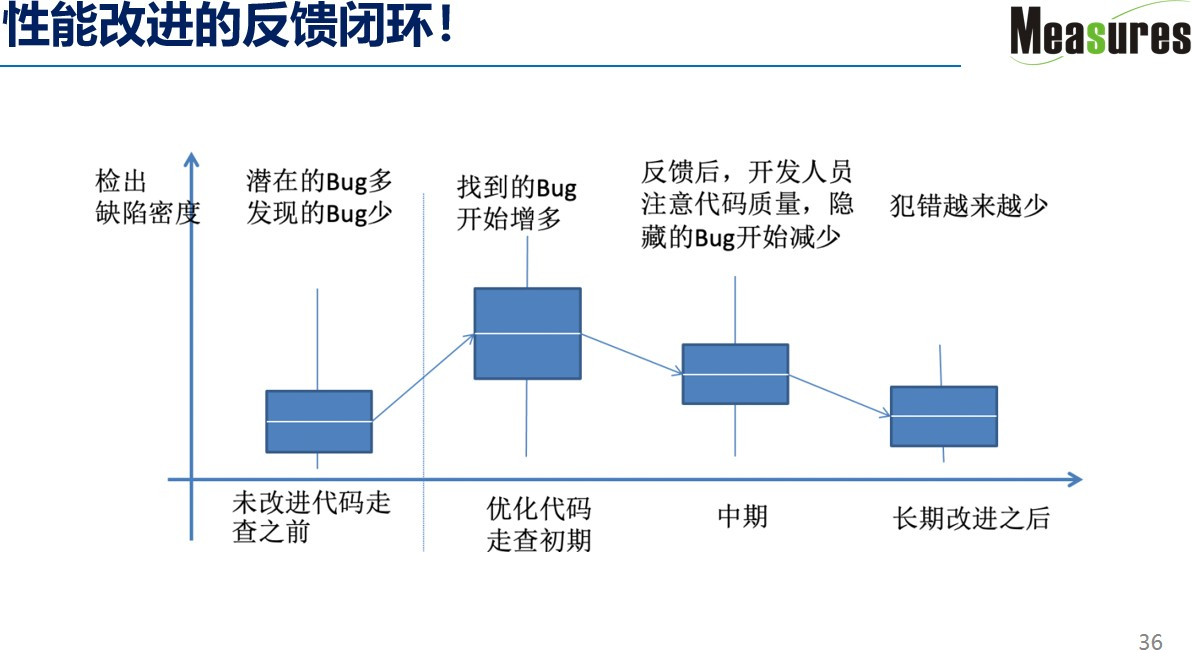 性能改进的反馈闭环！
Measures
检出
缺陷密度
潜在的Bug多
发现的Bug少
找到的Bug
开始增多
反馈后，开发人员
注意代码质量，隐
藏的Bug开始减少
犯错越来越少
未改进代码走
查之前
优化代码
走查初期
中期
长期改进之后
36